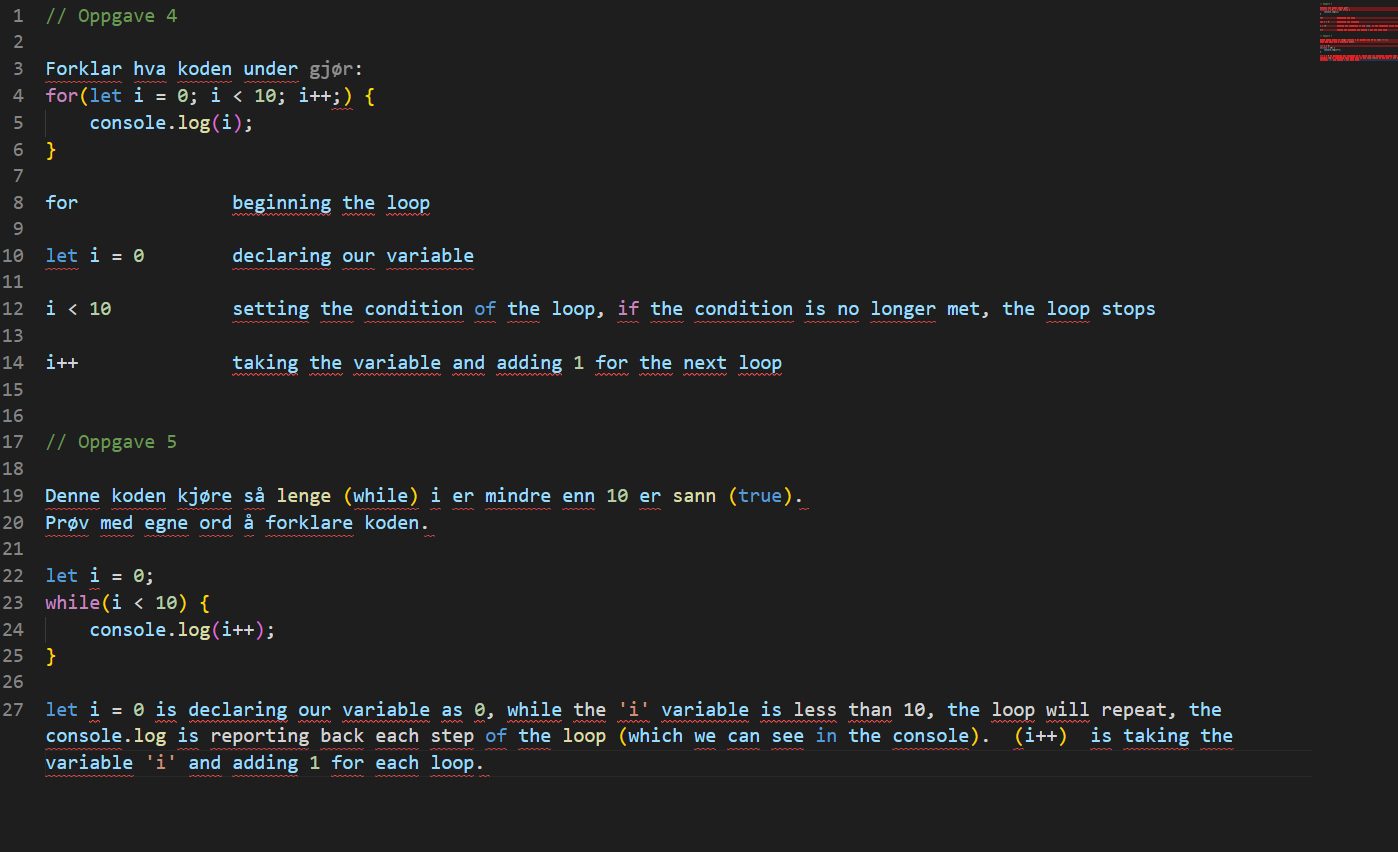 1 // Oppgave 4
2
3 Forklar hva koden under gjør:
4 for(let i = 0; i < 10; i++;) {
5     console.log(i);
6 }
7
8 for              beginning the loop
9
10 let i = 0        declaring our variable
11
12 i < 10           setting the condition of the loop, if the condition is no longer met, the loop stops
13
14 i++              taking the variable and adding 1 for the next loop
15
16
17 // Oppgave 5
18
19 Denne koden kjøre så lenge (while) i er mindre enn 10 er sann (true).
20 Prøv med egne ord å forklare koden.
21
22 let i = 0;
23 while(i < 10) {
24     console.log(i++);
25 }
26
27 let i = 0 is declaring our variable as 0, while the 'i' variable is less than 10, the loop will repeat, the
console.log is reporting back each step of the loop (which we can see in the console).  (i++)  is taking the
variable 'i' and adding 1 for each loop.